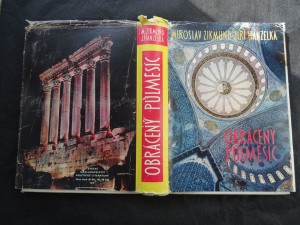 M. ZIKMUND
J. HANZELKA
OBRÁCENÝ PŮLMĚSÍC
MIROSLAV ZIKMUND · JIŘÍ HANZELKA
OBRÁCENÝ
PŮLMĚSÍC